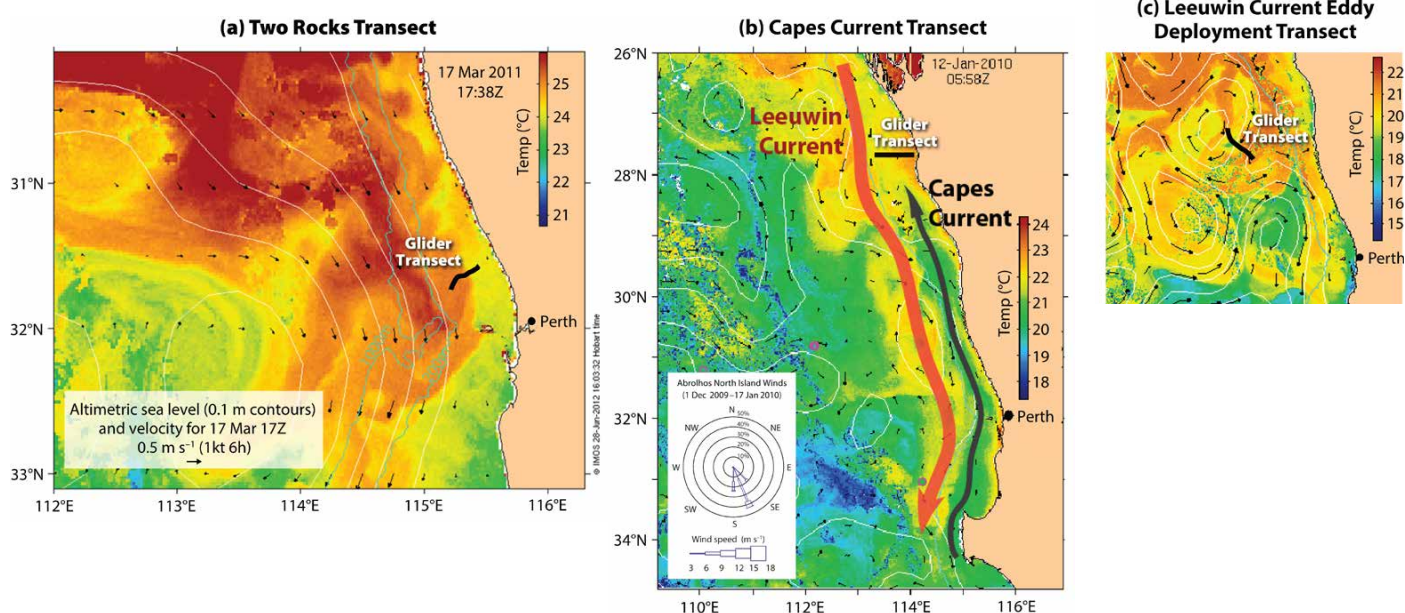 (a) Two Rocks Transect
17 Mar 2011
17:38Z
Temp (°C)
25
24
23
22
21
31°N
32°N
33°N
Glider
Transect
Perth
Altimetric sea level (0.1 m contours)
and velocity for 17 Mar 17Z
0.5 m s⁻¹ (1kt 6h)
112°E
113°E
114°E
115°E
116°E
© IMOS 28-Jun-2012 16:03:32 Hobart time
(b) Capes Current Transect
12-Jan-2010
05:58Z
26°N
28°N
30°N
32°N
34°N
Leeuwin
Current
Glider
Transect
Capes
Current
Temp (°C)
24
23
22
21
20
19
18
Perth
Abrolhos North Island Winds
(1 Dec 2009–17 Jan 2010)
N
NE
E
SE
S
SW
W
NW
50%
40%
30%
20%
10%
Wind speed (m s⁻¹)
3 6 9 12 15 18
110°E
112°E
114°E
116°E
(c) Leeuwin Current Eddy
Deployment Transect
Glider
Transect
Temp (°C)
22
21
20
19
18
17
16
15
Perth